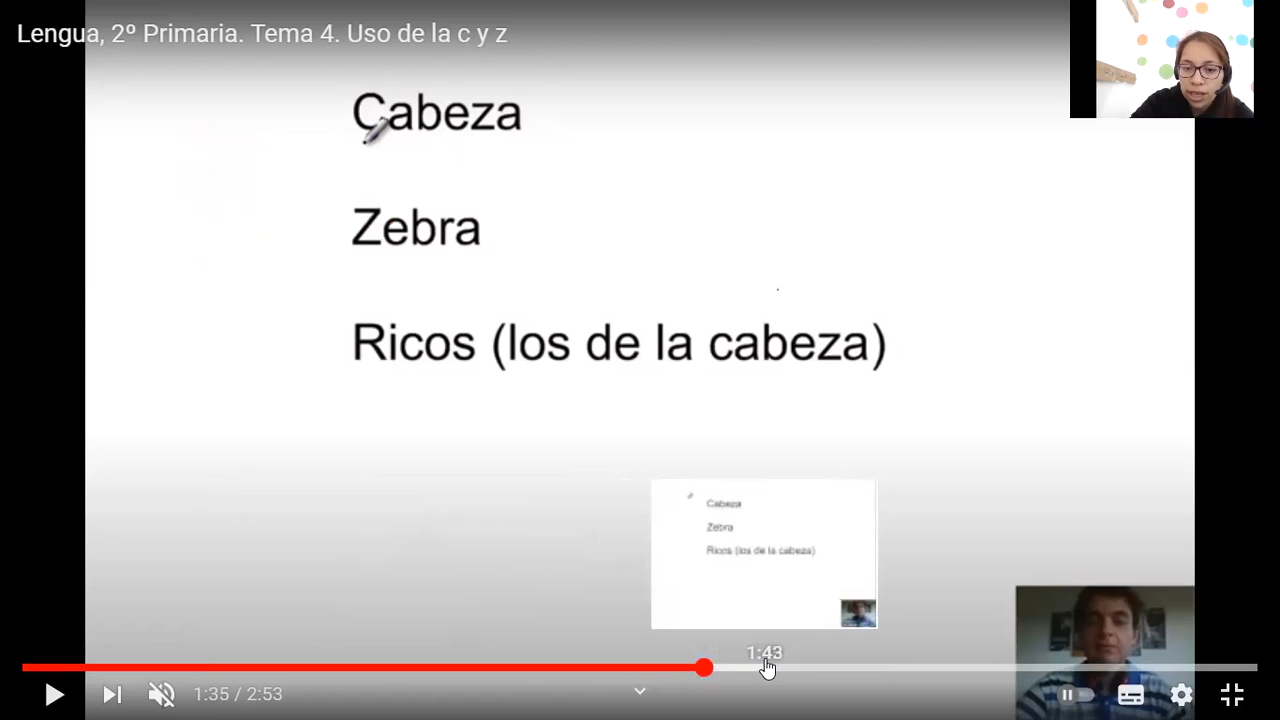 Lengua, 2º Primaria. Tema 4. Uso de la c y z
Cabeza
Zebra
Ricos (los de la cabeza)
Cabeza
Zebra
Ricos (los de la cabeza)
1:43
1:35 / 2:53